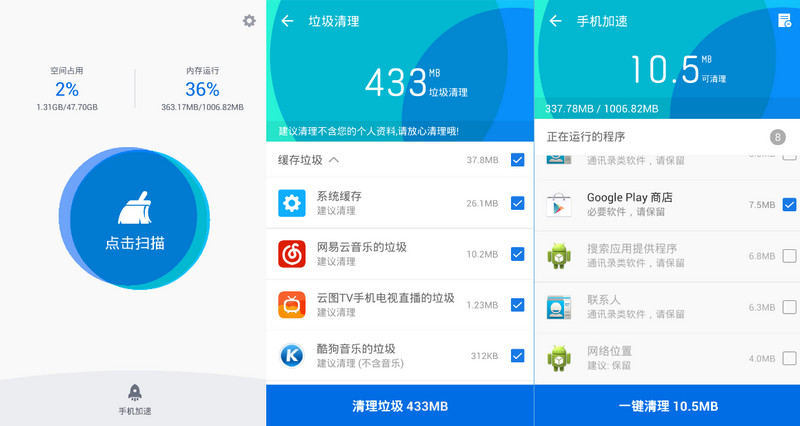 空间占用
2%
1.31GB/47.70GB
内存运行
36%
363.17MB/1006.82MB
点击扫描
手机加速
垃圾清理
433MB
垃圾清理
建议清理不含您的个人资料,请放心清理哦!
缓存垃圾 37.8MB
系统缓存
建议清理
26.1MB
网易云音乐的垃圾
建议清理
10.2MB
云图TV手机电视直播的垃圾
建议清理
1.23MB
酷狗音乐的垃圾
建议清理 (不含音乐)
312KB
清理垃圾 433MB
手机加速
10.5MB
可清理
337.78MB / 1006.82MB
正在运行的程序 8
通讯录类软件，请保留
Google Play 商店
必要软件，请保留
7.5MB
搜索应用提供程序
通讯录类软件，请保留
6.8MB
联系人
通讯录类软件，请保留
6.3MB
网络位置
建议: 保留
4.0MB
一键清理 10.5MB